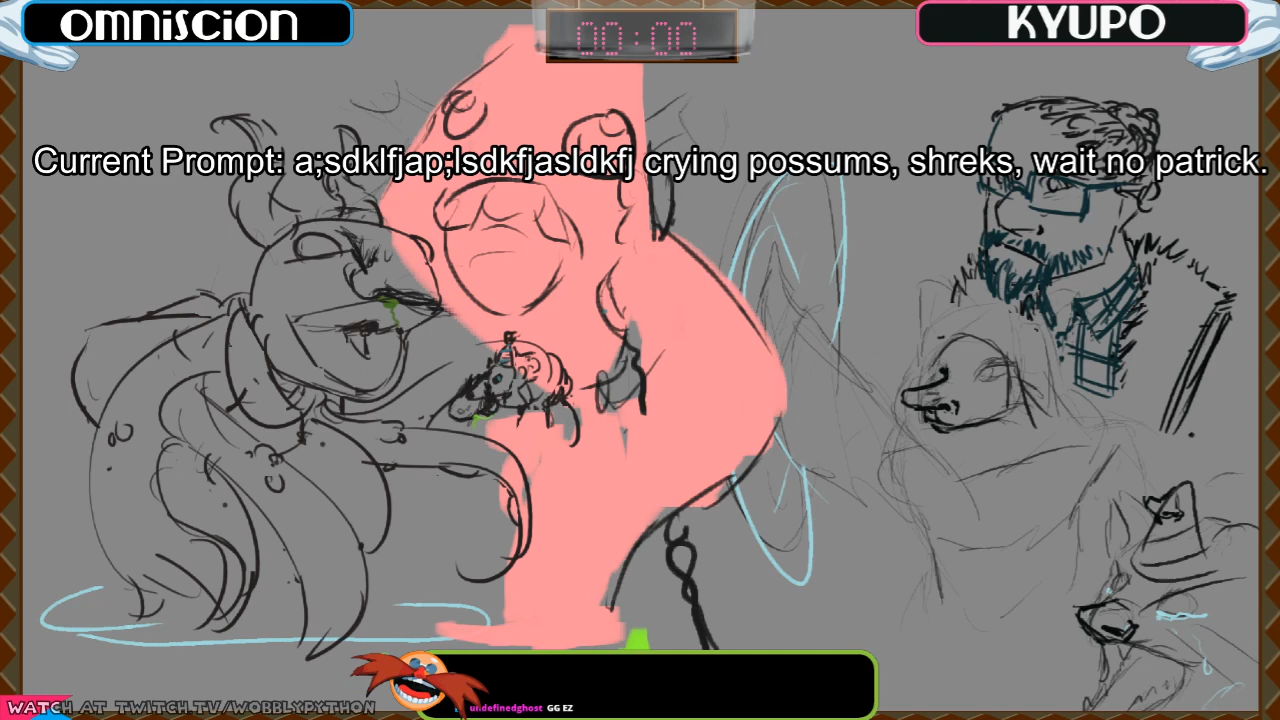 OMNISCION
00:00
KYUPO
Current Prompt: a;sdklfjap;lsdkfjasldkfj crying possums, shreks, wait no patrick.
undefinedghost GG EZ
WATCH AT TWITCH.TV/WOBBLYPYTHON